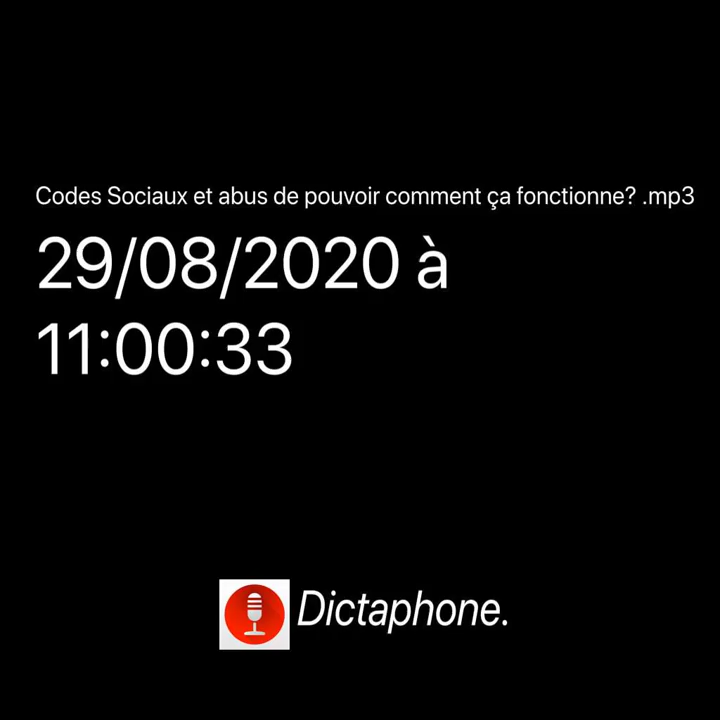 Codes Sociaux et abus de pouvoir comment ça fonctionne? .mp3
29/08/2020 à
11:00:33
Dictaphone.